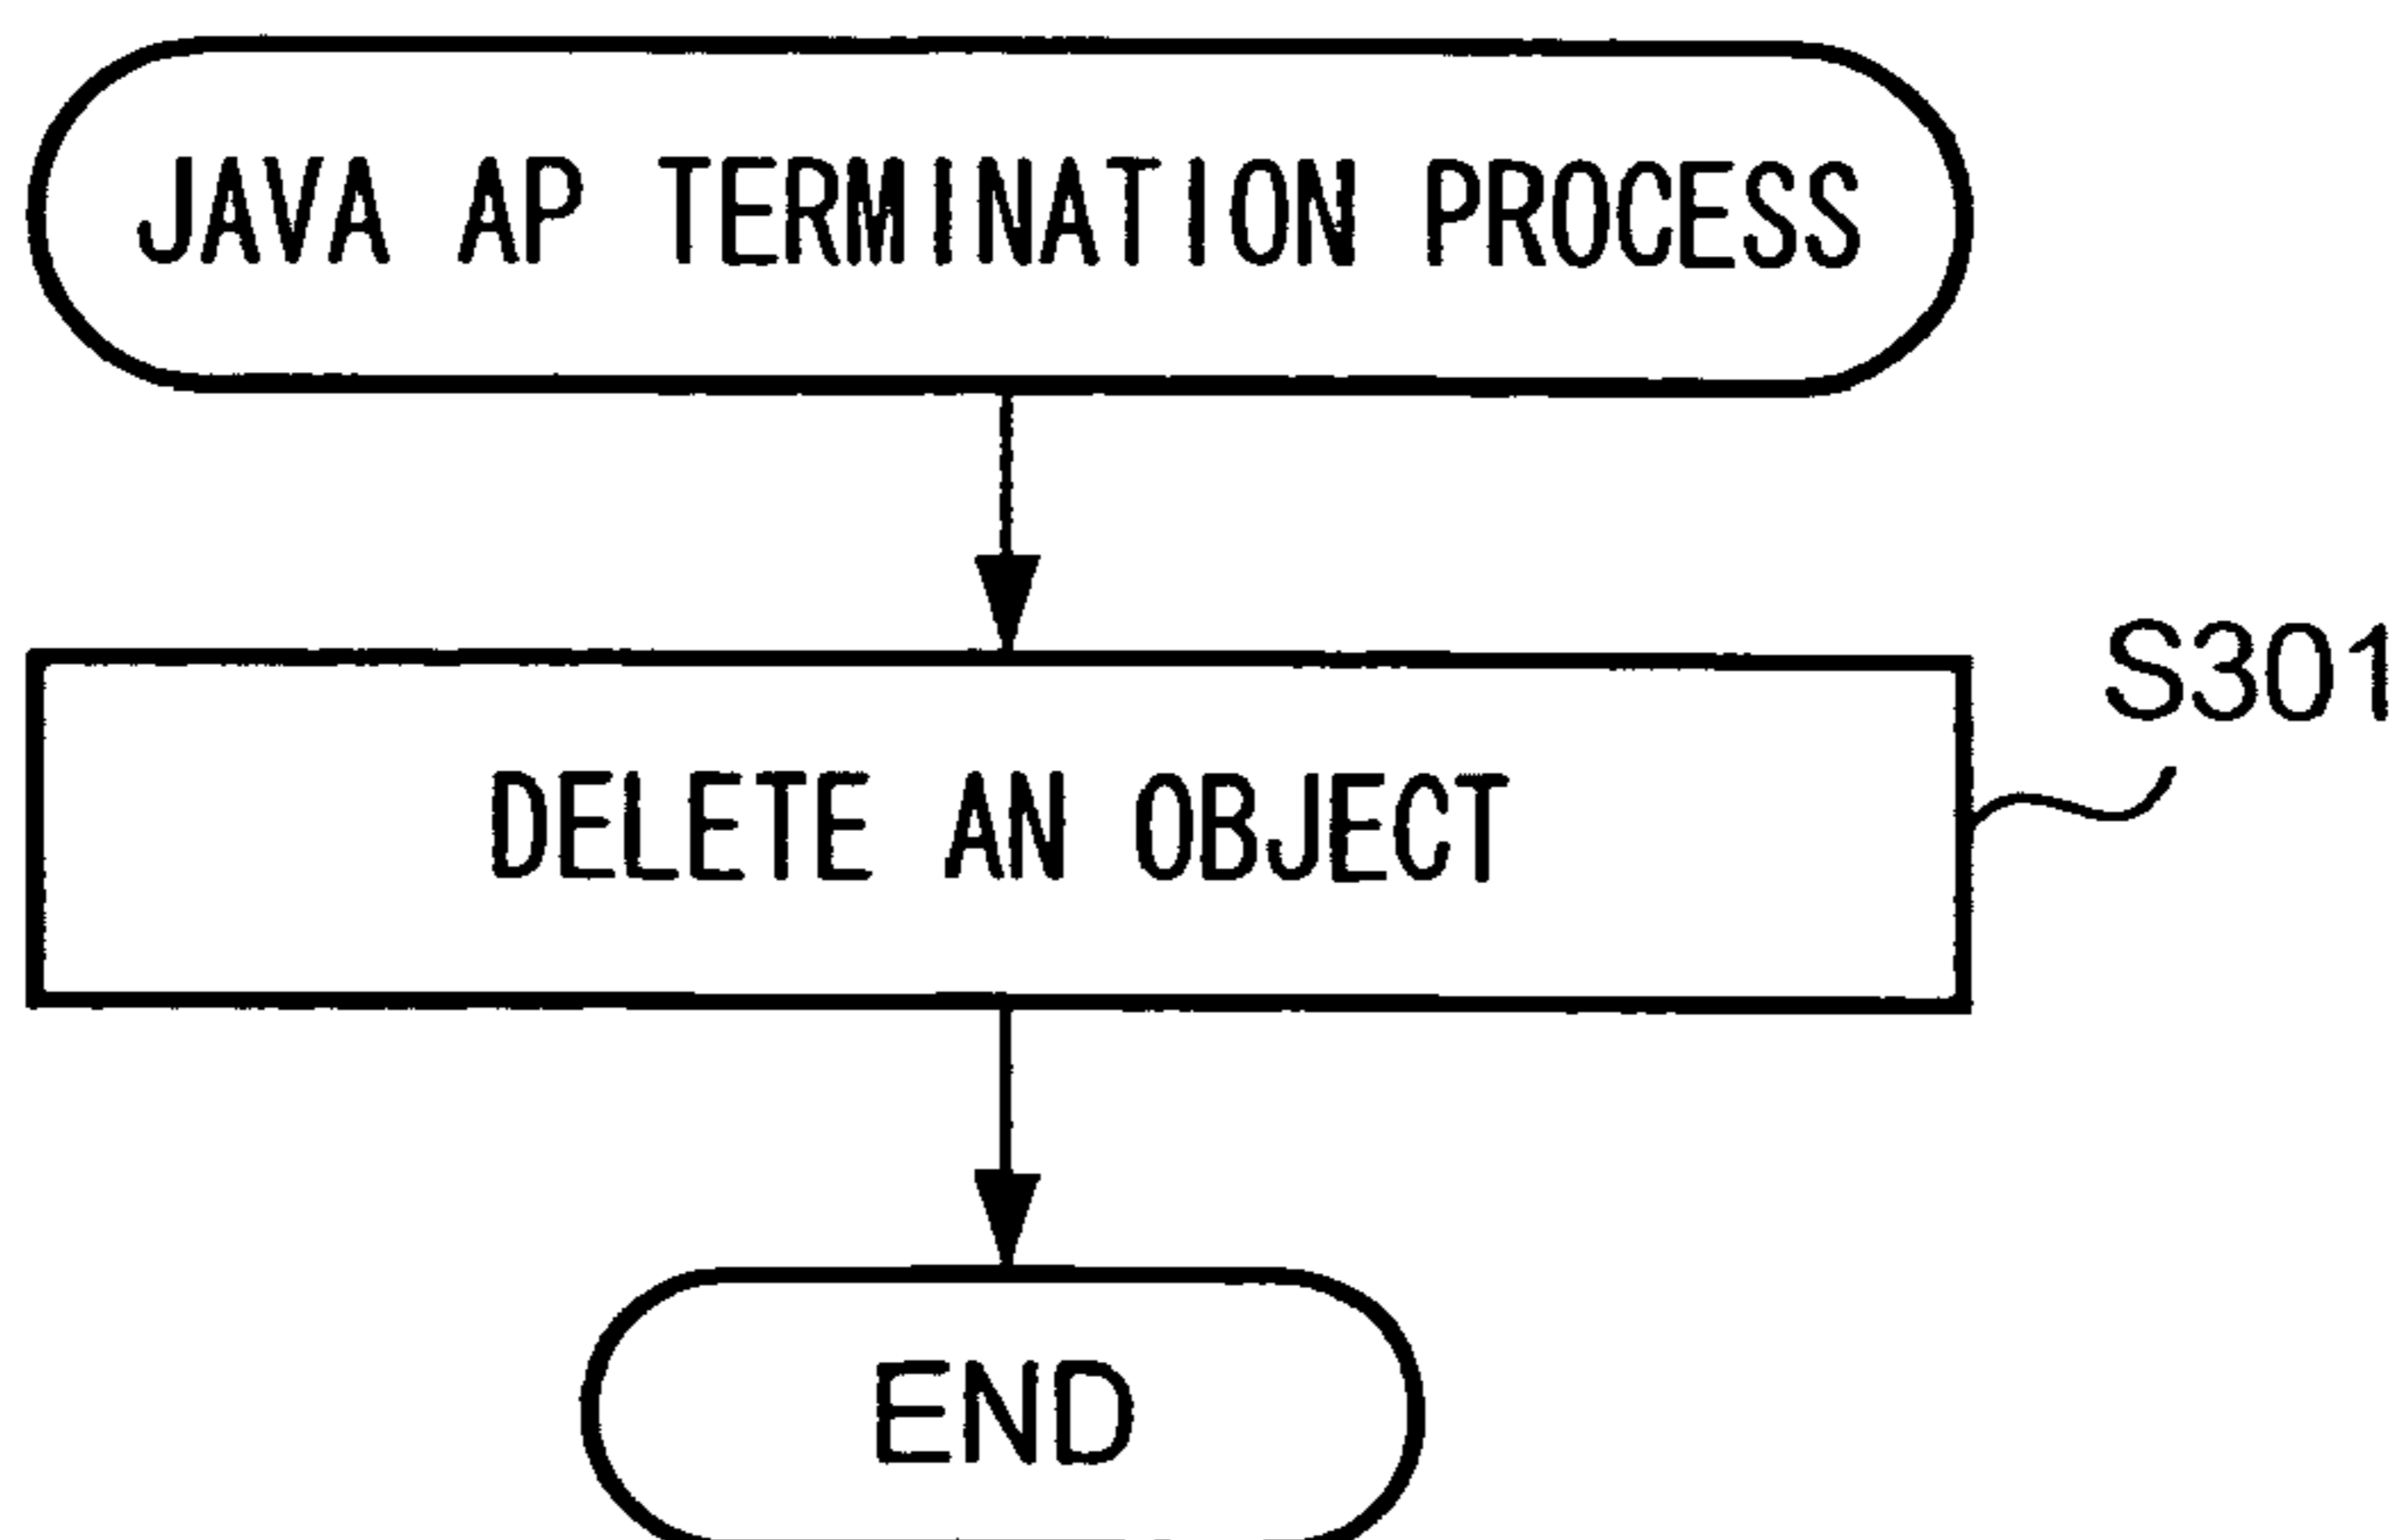 JAVA AP TERMINATION PROCESS
S301
DELETE AN OBJECT
END